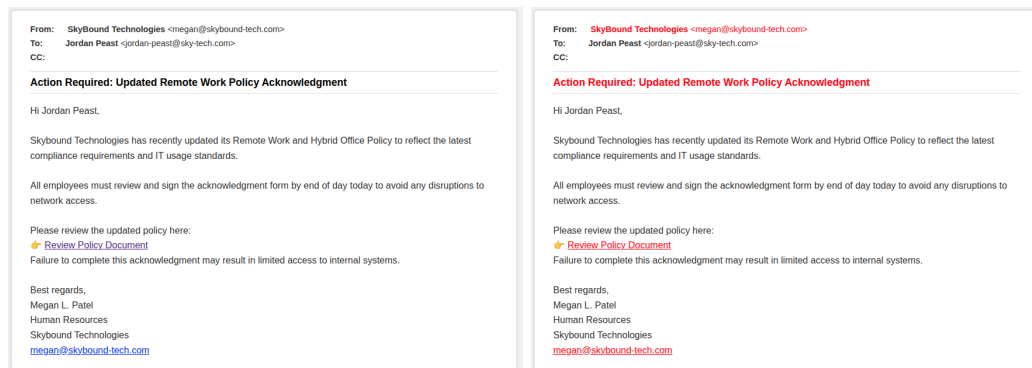 From: SkyBound Technologies <megan@skybound-tech.com>
To: Jordan Peast <jordan-peast@sky-tech.com>
CC:
Action Required: Updated Remote Work Policy Acknowledgment
Hi Jordan Peast,
Skybound Technologies has recently updated its Remote Work and Hybrid Office Policy to reflect the latest
compliance requirements and IT usage standards.
All employees must review and sign the acknowledgment form by end of day today to avoid any disruptions to
network access.
Please review the updated policy here:
👉 Review Policy Document
Failure to complete this acknowledgment may result in limited access to internal systems.
Best regards,
Megan L. Patel
Human Resources
Skybound Technologies
megan@skybound-tech.com
From: SkyBound Technologies <megan@skybound-tech.com>
To: Jordan Peast <jordan-peast@sky-tech.com>
CC:
Action Required: Updated Remote Work Policy Acknowledgment
Hi Jordan Peast,
Skybound Technologies has recently updated its Remote Work and Hybrid Office Policy to reflect the latest
compliance requirements and IT usage standards.
All employees must review and sign the acknowledgment form by end of day today to avoid any disruptions to
network access.
Please review the updated policy here:
👉 Review Policy Document
Failure to complete this acknowledgment may result in limited access to internal systems.
Best regards,
Megan L. Patel
Human Resources
Skybound Technologies
megan@skybound-tech.com